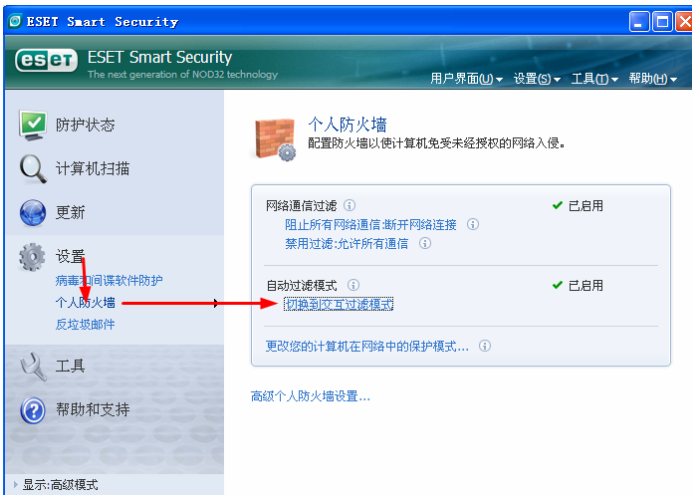 ESET Smart Security
eseT ESET Smart Security
The next generation of NOD32 technology
用户界面(U) 设置(S) 工具(T) 帮助(H)
防护状态
计算机扫描
更新
设置
病毒和间谍软件防护
个人防火墙
反垃圾邮件
工具
帮助和支持
显示:高级模式
个人防火墙
配置防火墙以使计算机免受未经授权的网络入侵。
网络通信过滤 已启用
阻止所有网络通信:断开网络连接
禁用过滤:允许所有通信
自动过滤模式 已启用
切换到交互过滤模式
更改您的计算机在网络中的保护模式...
高级个人防火墙设置...